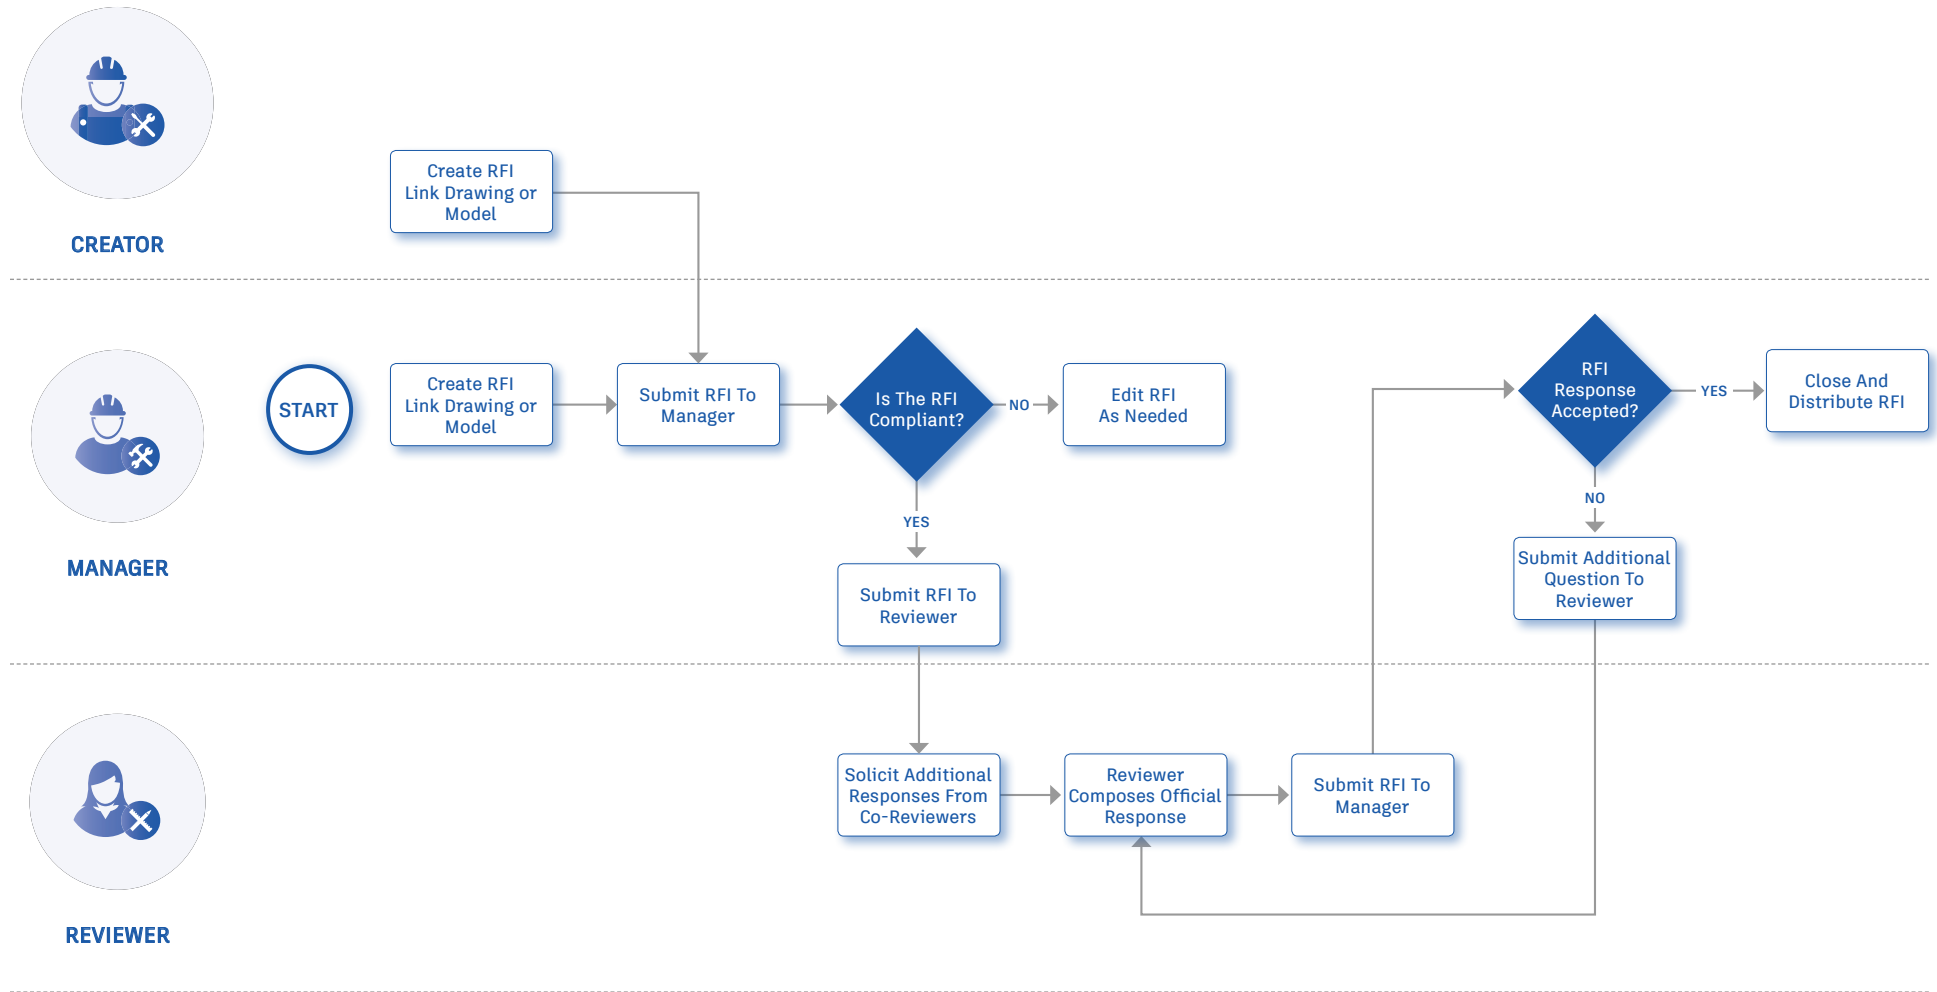 Create RFI
Link Drawing or
Model
CREATOR
START
Create RFI
Link Drawing or
Model
Submit RFI To
Manager
Is The RFI
Compliant?
NO
Edit RFI
As Needed
RFI
Response
Accepted?
YES
Close And
Distribute RFI
YES
NO
Submit RFI To
Reviewer
Submit Additional
Question To
Reviewer
MANAGER
Solicit Additional
Responses From
Co-Reviewers
Reviewer
Composes Official
Response
Submit RFI To
Manager
REVIEWER